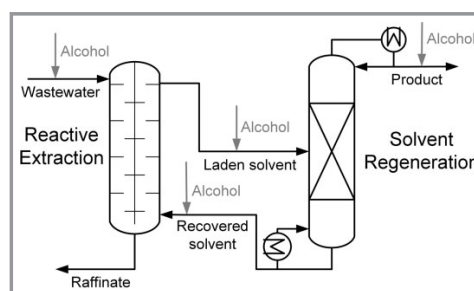 Alcohol
Alcohol
Wastewater
Product
Reactive
Extraction
Alcohol
Solvent
Regeneration
Laden solvent
Alcohol
Recovered
solvent
Raffinate